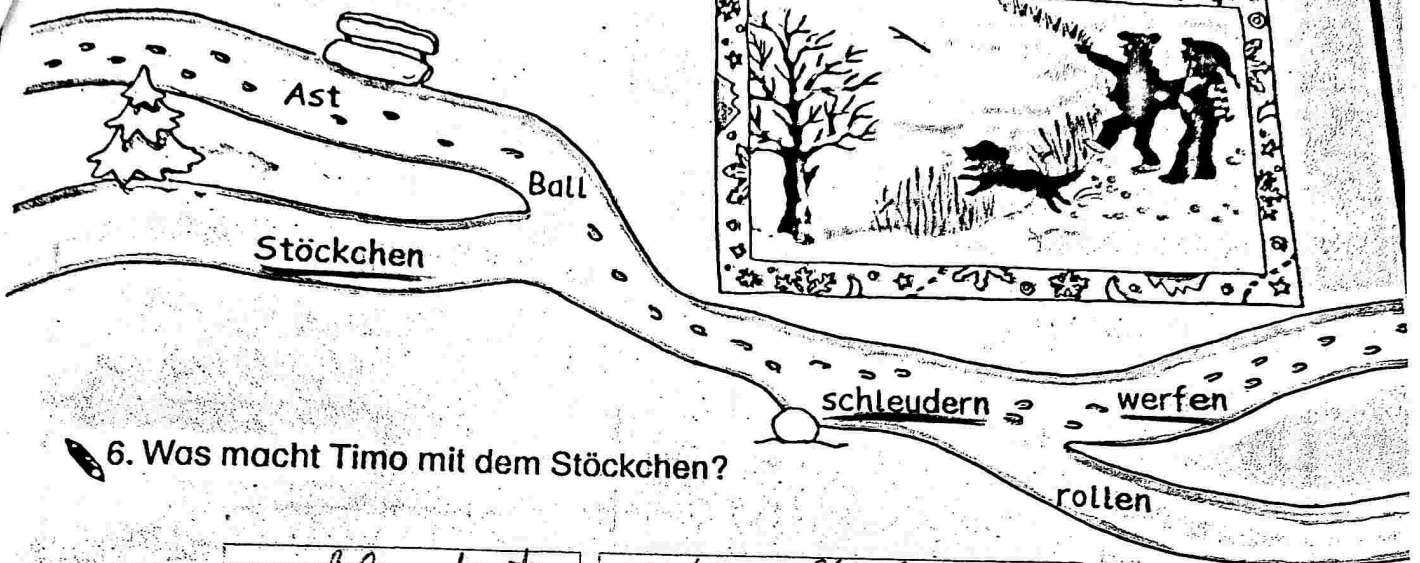 Ast
Ball
Stöckchen
schleudern
werfen
6. Was macht Timo mit dem Stöckchen?
rollen